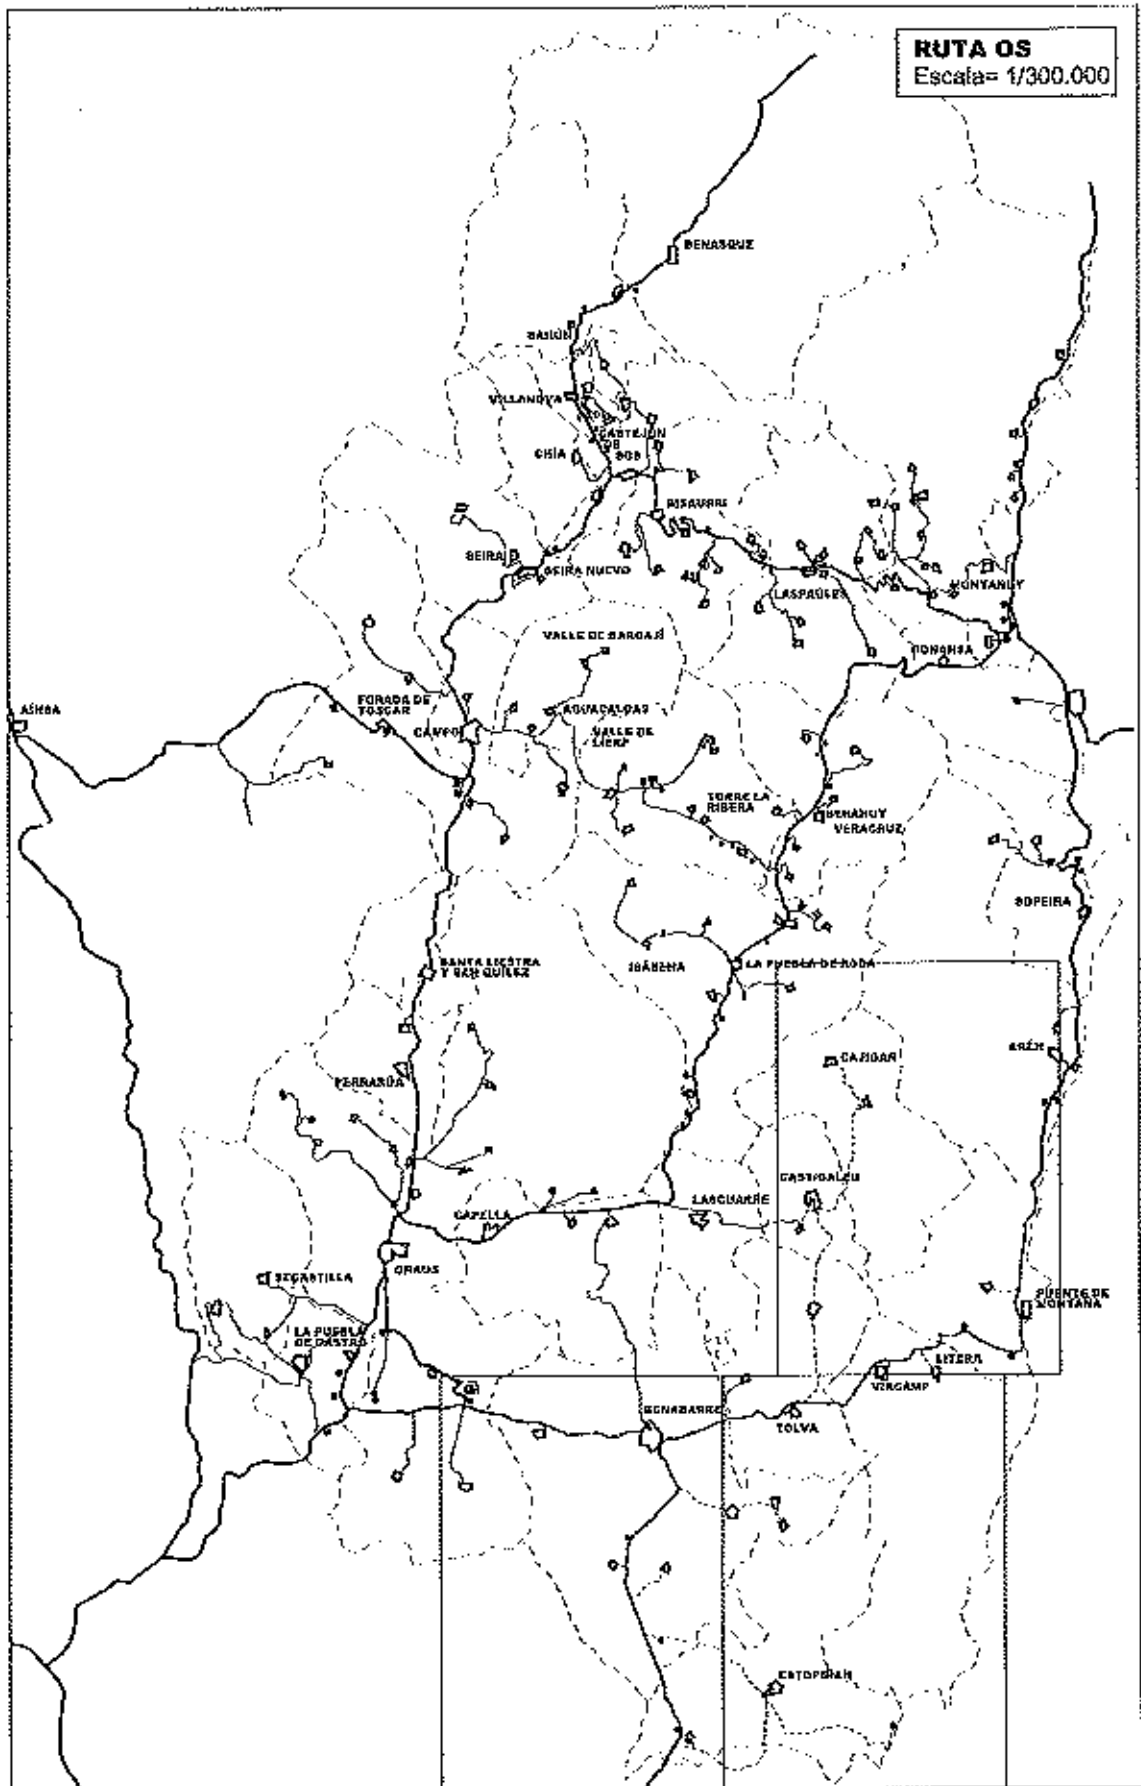 RUTA OS
Escala= 1/300.000
BENASQUE
SAHÚN
VILLANOVA
CASTEJÓN
DE
SOS
CHÍA
BISAURRI
SEIRA
SEIRA NUEVO
LASPAÚLES
MONTANUY
VALLE DE BARDAJÍ
BONANSA
FORADA DE
TOSCAR
AÍNSA
CAMPO
AGUASCALDAS
VALLE DE
LIERP
TORRE LA
RIBERA
BERANUY
VERACRUZ
SOPEIRA
SANTA LIESTRA
Y SAN QUÍLEZ
ISÁBENA
LA PUEBLA DE RODA
ARÉN
CAJIGAR
PERRARÚA
CASTIGALEU
LASCUARRE
CAPELLA
GRAUS
SECASTILLA
PUENTE DE
MONTAÑA
LA PUEBLA
DE CASTRO
LITERA
VIACAMP
BENABARRE
TOLVA
ESTOPIÑÁN